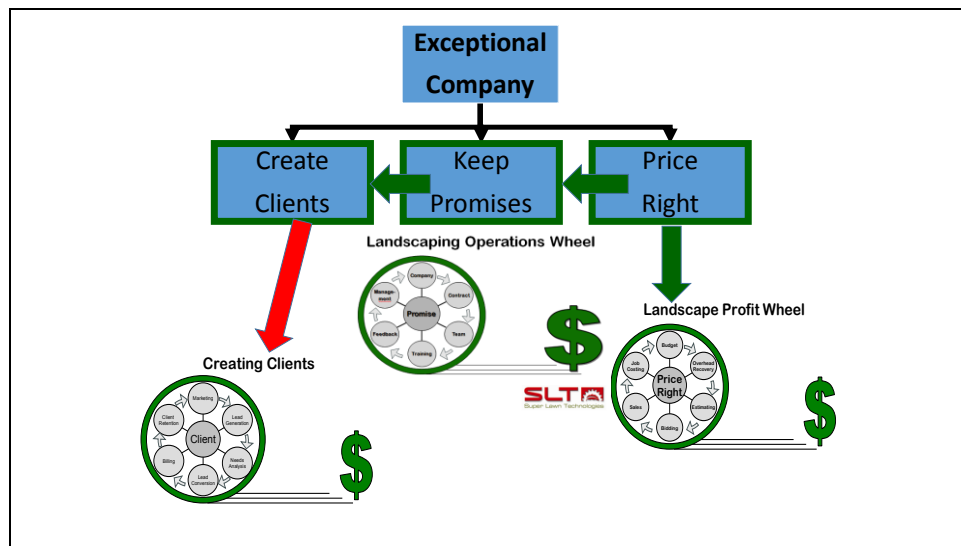 Exceptional
Company
Create
Clients
Keep
Promises
Price
Right
Landscaping Operations Wheel
Company
Contract
Team
Training
Feedback
Manage-
ment
Promise
$
SLT
Super Lawn Technologies
Landscape Profit Wheel
Budget
Overhead
Recovery
Estimating
Bidding
Sales
Job
Costing
Price
Right
$
Creating Clients
Marketing
Lead
Generation
Needs
Analysis
Lead
Conversion
Billing
Client
Retention
Client
$